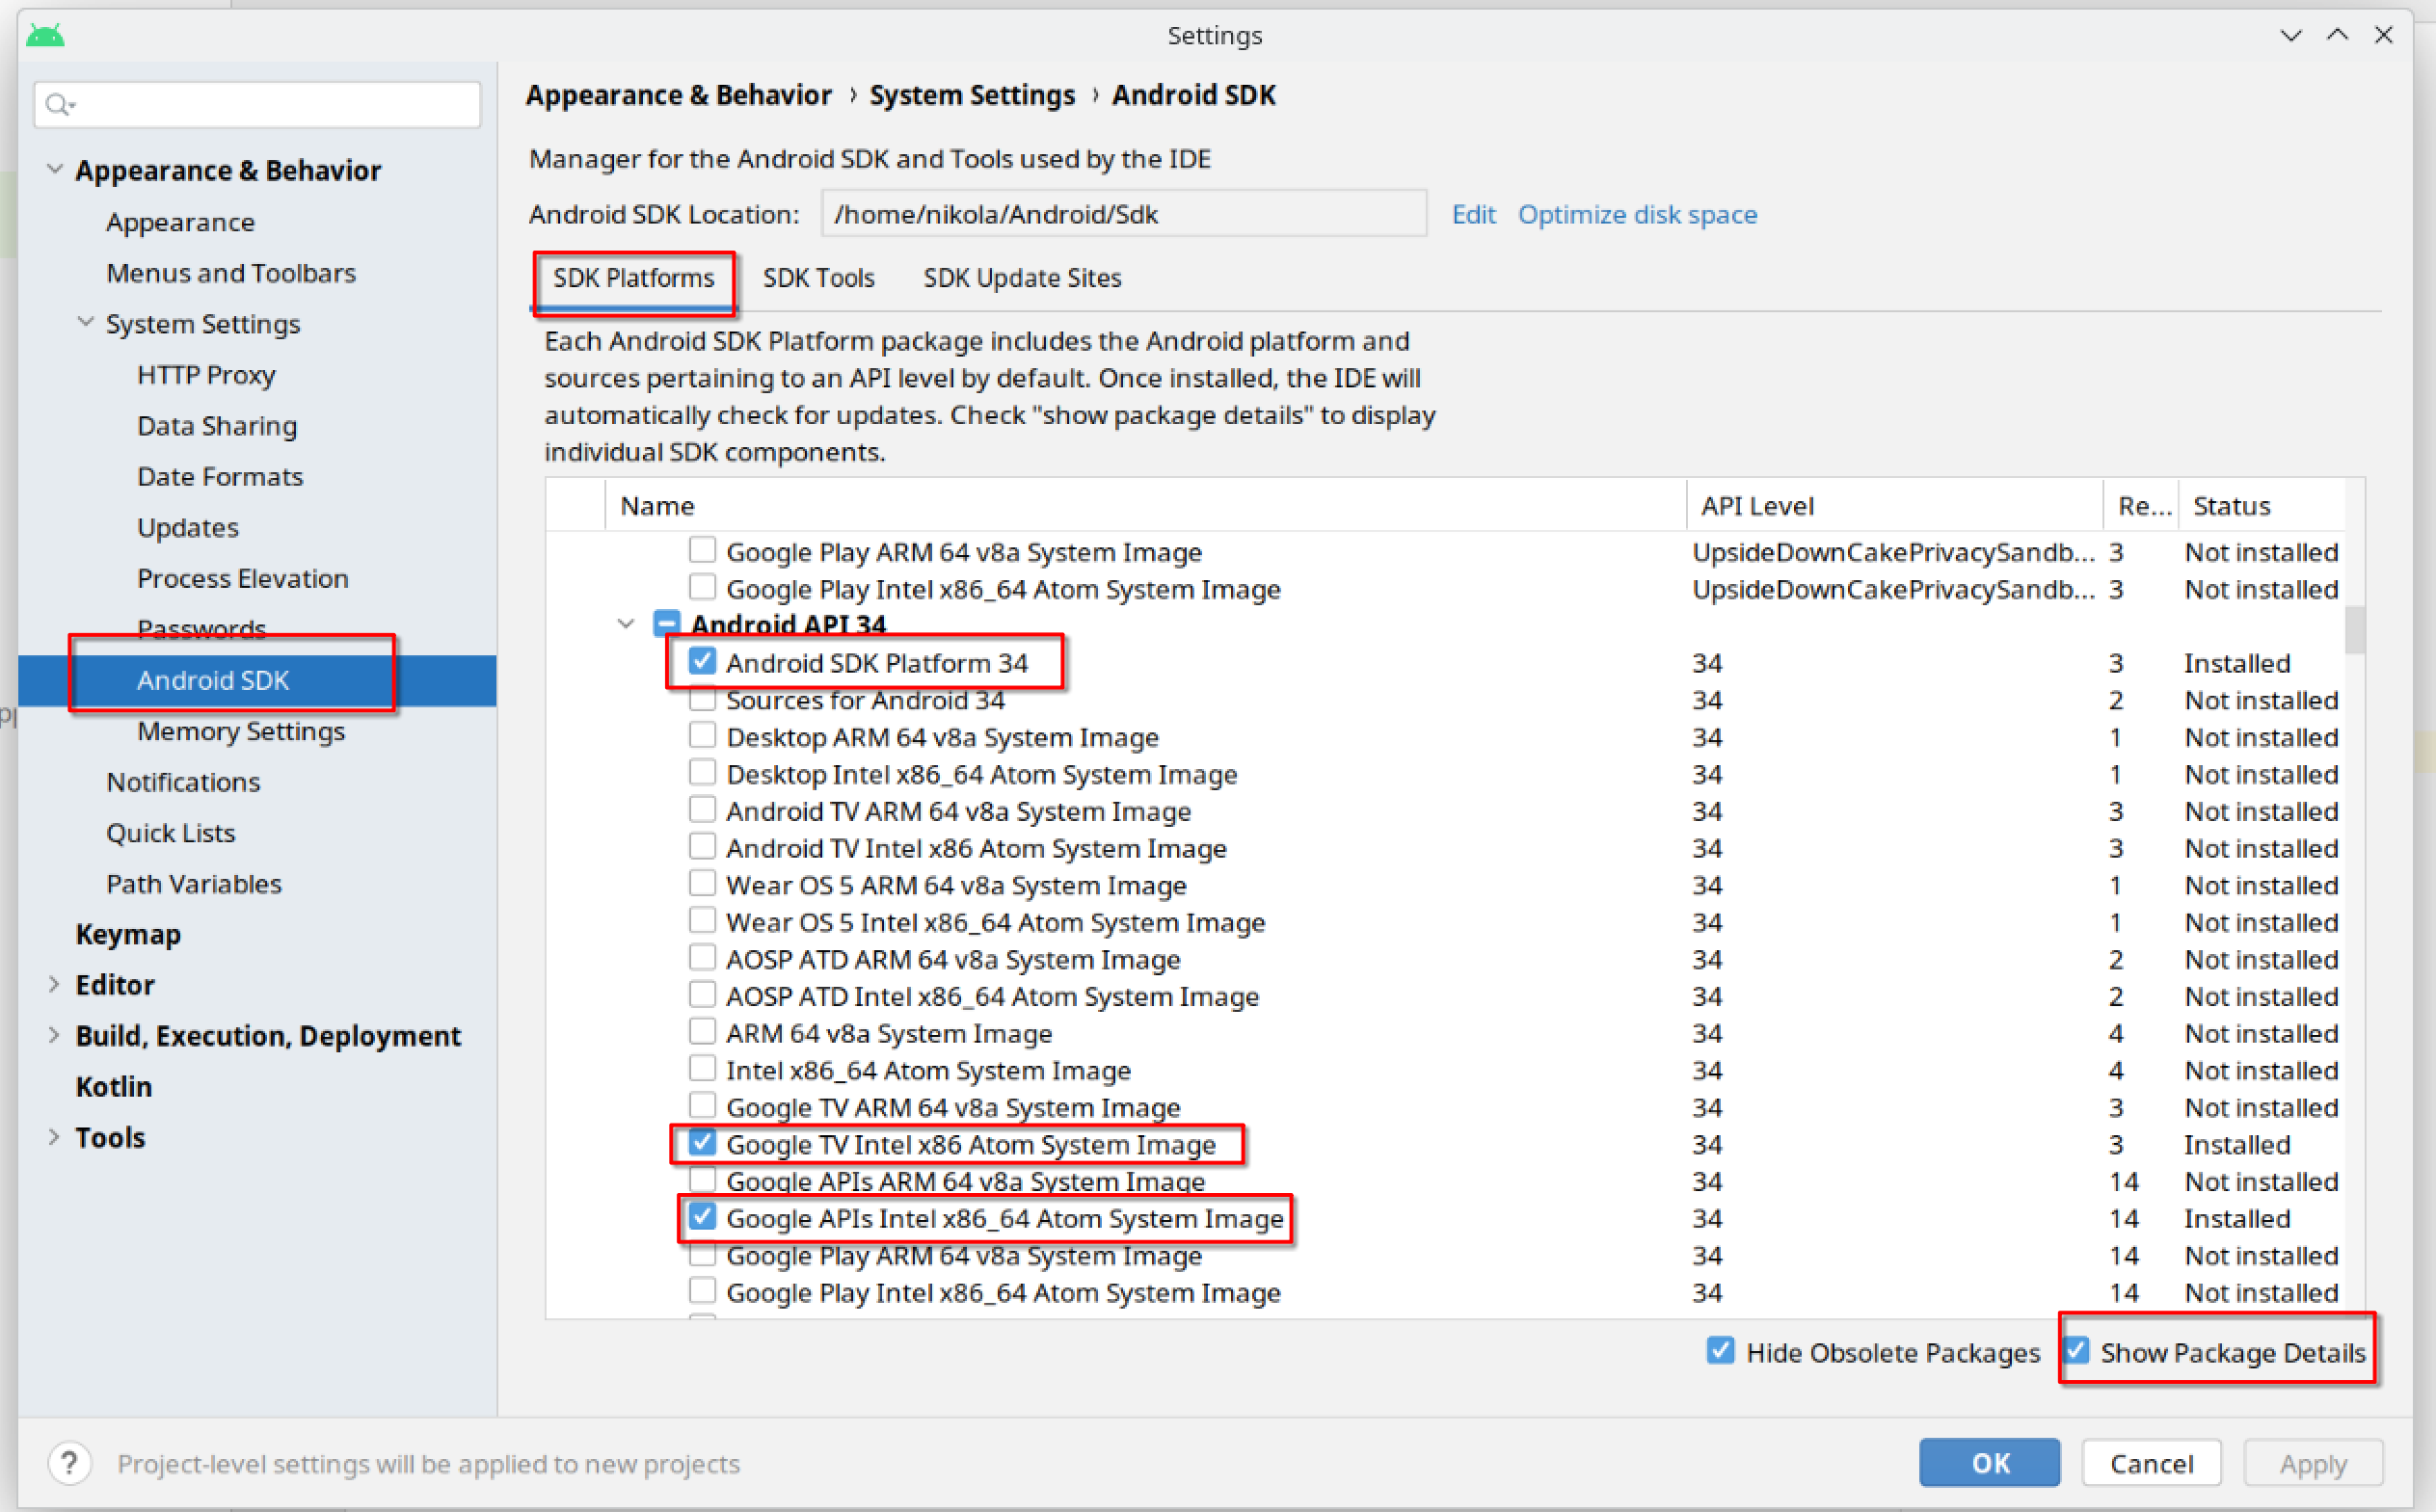 Settings
Appearance & Behavior
Appearance
Menus and Toolbars
System Settings
HTTP Proxy
Data Sharing
Date Formats
Updates
Process Elevation
Passwords
Android SDK
Memory Settings
Notifications
Quick Lists
Path Variables
Keymap
Editor
Build, Execution, Deployment
Kotlin
Tools
Appearance & Behavior › System Settings › Android SDK
Manager for the Android SDK and Tools used by the IDE
Android SDK Location: /home/nikola/Android/Sdk Edit Optimize disk space
SDK Platforms SDK Tools SDK Update Sites
Each Android SDK Platform package includes the Android platform and
sources pertaining to an API level by default. Once installed, the IDE will
automatically check for updates. Check "show package details" to display
individual SDK components.
Name API Level Re... Status
Google Play ARM 64 v8a System Image UpsideDownCakePrivacySandb... 3 Not installed
Google Play Intel x86_64 Atom System Image UpsideDownCakePrivacySandb... 3 Not installed
Android API 34
Android SDK Platform 34 34 3 Installed
Sources for Android 34 34 2 Not installed
Desktop ARM 64 v8a System Image 34 1 Not installed
Desktop Intel x86_64 Atom System Image 34 1 Not installed
Android TV ARM 64 v8a System Image 34 3 Not installed
Android TV Intel x86 Atom System Image 34 3 Not installed
Wear OS 5 ARM 64 v8a System Image 34 1 Not installed
Wear OS 5 Intel x86_64 Atom System Image 34 1 Not installed
AOSP ATD ARM 64 v8a System Image 34 2 Not installed
AOSP ATD Intel x86_64 Atom System Image 34 2 Not installed
ARM 64 v8a System Image 34 4 Not installed
Intel x86_64 Atom System Image 34 4 Not installed
Google TV ARM 64 v8a System Image 34 3 Not installed
Google TV Intel x86 Atom System Image 34 3 Installed
Google APIs ARM 64 v8a System Image 34 14 Not installed
Google APIs Intel x86_64 Atom System Image 34 14 Installed
Google Play ARM 64 v8a System Image 34 14 Not installed
Google Play Intel x86_64 Atom System Image 34 14 Not installed
Hide Obsolete Packages Show Package Details
? Project-level settings will be applied to new projects
OK Cancel Apply